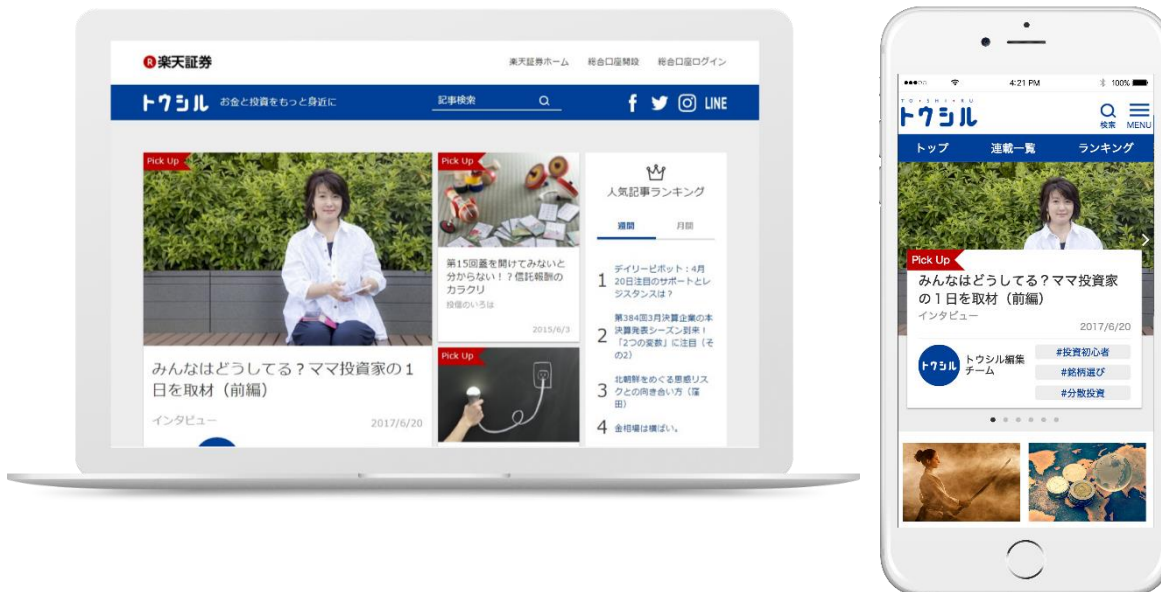 楽天証券
楽天証券ホーム 総合口座開設 総合口座ログイン
トウシル お金と投資をもっと身近に 記事検索 LINE
Pick Up
みんなはどうしてる？ママ投資家の1
日を取材（前編）
インタビュー 2017/6/20
Pick Up
第15回蓋を開けてみないと
分からない！？信託報酬の
カラクリ
投信のいろは
2015/6/3
Pick Up
人気記事ランキング
週間 月間
1 デイリーピボット：4月
20日注目のサポートとレ
ジスタンスは？
2 第384回3月決算企業の本
決算発表シーズン到来！
「2つの変数」に注目（そ
の2）
3 北朝鮮をめぐる思惑リス
クとの向き合い方（窪
田）
4 金相場は横ばい。
4:21 PM 100%
TO・SHI・RU
トウシル
検索 MENU
トップ 連載一覧 ランキング
Pick Up
みんなはどうしてる？ママ投資家
の1日を取材（前編）
インタビュー
2017/6/20
トウシル
トウシル編集
チーム
#投資初心者
#銘柄選び
#分散投資